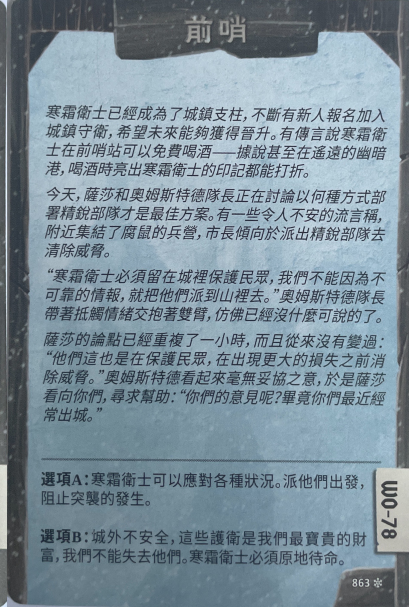 前哨
寒霜衛士已經成為了城鎮支柱，不斷有新人報名加入
城鎮守衛，希望未來能夠獲得晉升。有傳言說寒霜衛
士在前哨站可以免費喝酒——據說甚至在遙遠的幽暗
港，喝酒時亮出寒霜衛士的印記都能打折。
今天，薩莎和奧姆斯特德隊長正在討論以何種方式部
署精銳部隊才是最佳方案。有一些令人不安的流言稱，
附近集結了腐鼠的兵營，市長傾向於派出精銳部隊去
清除威脅。
“寒霜衛士必須留在城裡保護民眾，我們不能因為不
可靠的情報，就把他們派到山裡去。”奧姆斯特德隊長
帶著抵觸情緒交抱著雙臂，仿佛已經沒什麼可說的了。
薩莎的論點已經重複了一小時，而且從來沒有變過：
“他們這也是在保護民眾，在出現更大的損失之前消
除威脅。”奧姆斯特德看起來毫無妥協之意，於是薩莎
看向你們，尋求幫助：“你們的意見呢？畢竟你們最近經
常出城。”
選項A：寒霜衛士可以應對各種狀況。派他們出發，
阻止突襲的發生。
選項B：城外不安全，這些護衛是我們最寶貴的財
富，我們不能失去他們。寒霜衛士必須原地待命。
WO-78
863